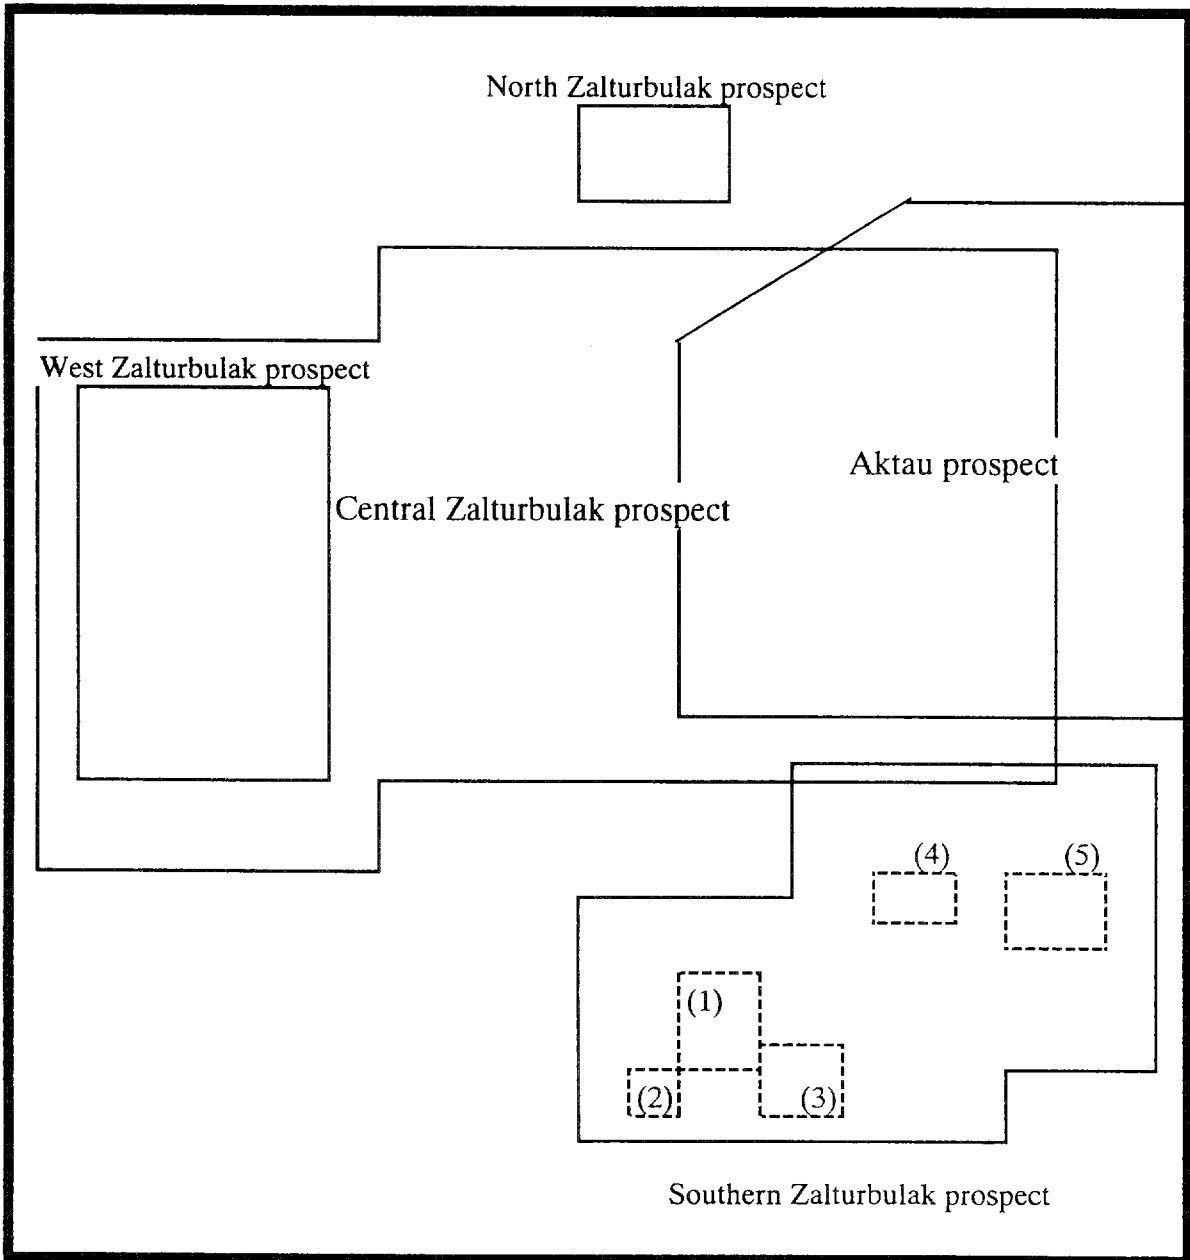 North Zalturbulak prospect
West Zalturbulak prospect
Aktau prospect
Central Zalturbulak prospect
(4)
(5)
(1)
(2)
(3)
Southern Zalturbulak prospect